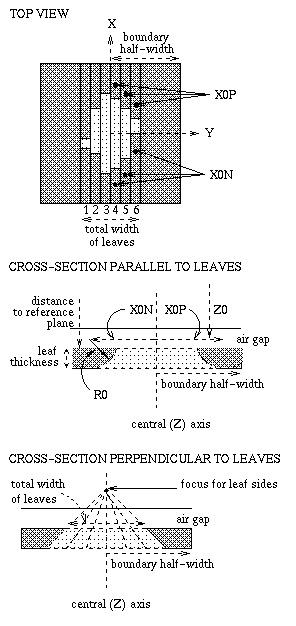 TOP VIEW
X
boundary
half-width
X0P
Y
X0N
1 2 3 4 5 6
total width
of leaves
CROSS-SECTION PARALLEL TO LEAVES
distance
to reference
plane
X0N
X0P
Z0
air gap
leaf
thickness
boundary half-width
R0
central (Z) axis
CROSS-SECTION PERPENDICULAR TO LEAVES
total width
of leaves
focus for leaf sides
air gap
boundary half-width
central (Z) axis